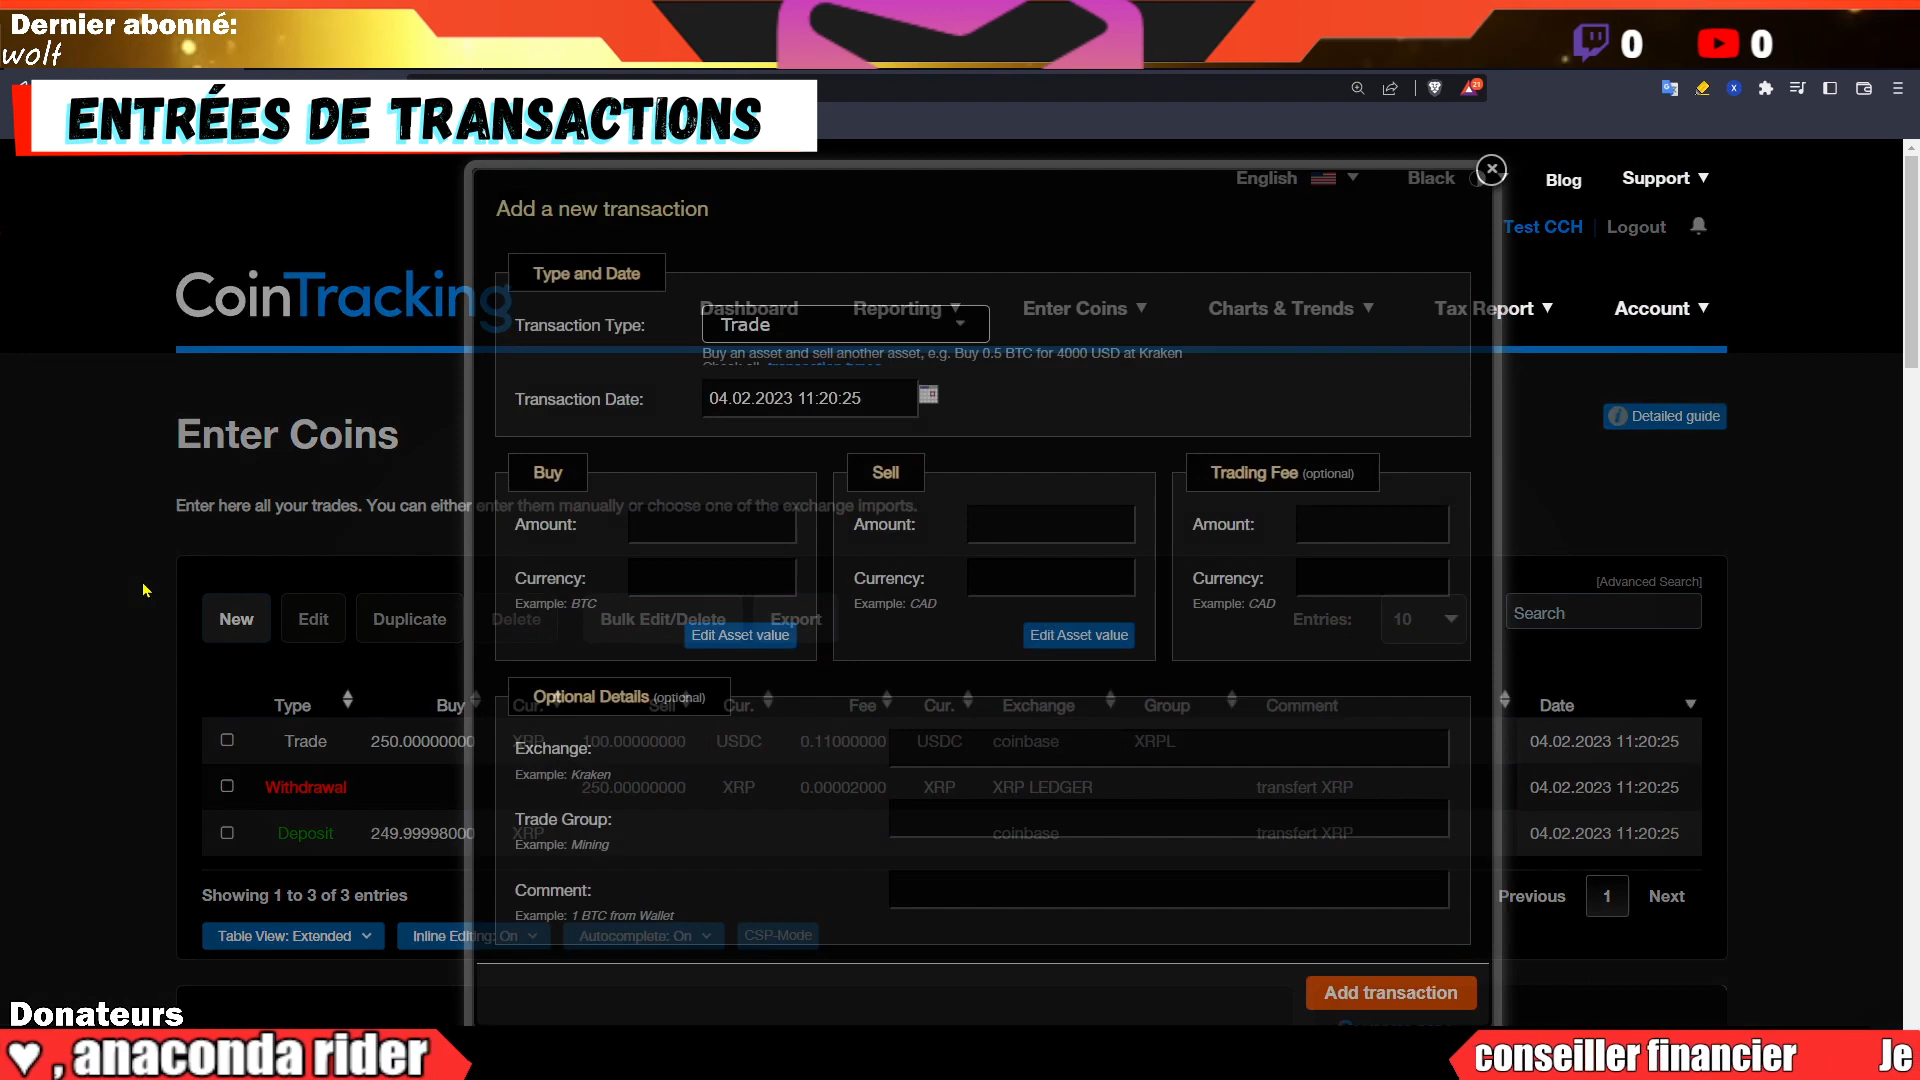 Dernier abonné:
wolf
0
0
21
ENTRÉES DE TRANSACTIONS
English
Black
Blog
Support
Test CCH
Logout
Add a new transaction
CoinTracking
Dashboard
Reporting
Enter Coins
Charts & Trends
Tax Report
Account
Type and Date
Transaction Type:
Trade
Buy an asset and sell another asset, e.g. Buy 0.5 BTC for 4000 USD at Kraken
Check all transaction types
Transaction Date:
04.02.2023 11:20:25
Enter Coins
Detailed guide
Enter here all your trades. You can either enter them manually or choose one of the exchange imports.
Buy
Amount:
Currency:
Example: BTC
Edit Asset value
Sell
Amount:
Currency:
Example: CAD
Edit Asset value
Trading Fee (optional)
Amount:
Currency:
Example: CAD
[Advanced Search]
New
Edit
Duplicate
Delete
Bulk Edit/Delete
Export
Entries:
10
Search
Optional Details (optional)
Exchange:
Example: Kraken
Trade Group:
Example: Mining
Comment:
Example: 1 BTC from Wallet
Type Buy Cur. Sell Cur. Fee Cur. Exchange Group Comment Date
Trade 250.00000000 XRP 100.00000000 USDC 0.11000000 USDC coinbase XRPL 04.02.2023 11:20:25
Withdrawal 250.00000000 XRP 0.00002000 XRP XRP LEDGER transfert XRP 04.02.2023 11:20:25
Deposit 249.99998000 XRP coinbase transfert XRP 04.02.2023 11:20:25
Showing 1 to 3 of 3 entries
Previous
1
Next
Table View: Extended
Inline Editing: On
Autocomplete: On
CSP-Mode
Add transaction
Donateurs
♥ , anaconda rider
conseiller financier
Je